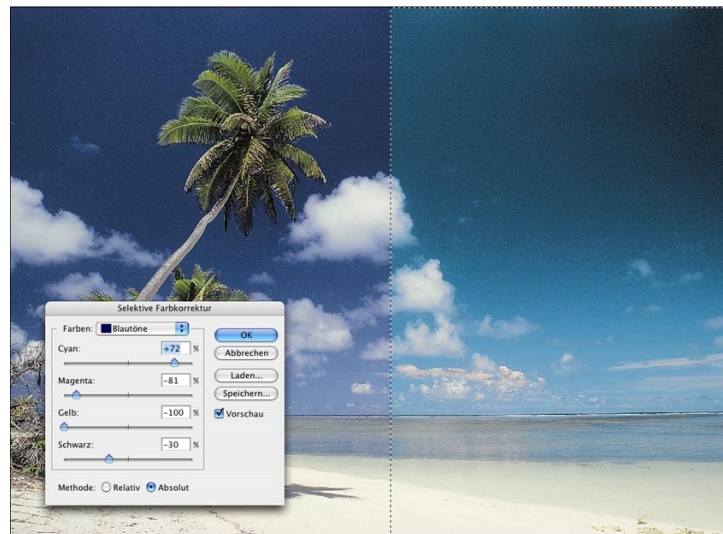 Selektive Farbkorrektur
Farben: Blautöne
OK
Cyan: +72 %
Abbrechen
Magenta: -81 %
Laden...
Speichern...
Gelb: -100 %
Vorschau
Schwarz: -30 %
Methode: Relativ Absolut